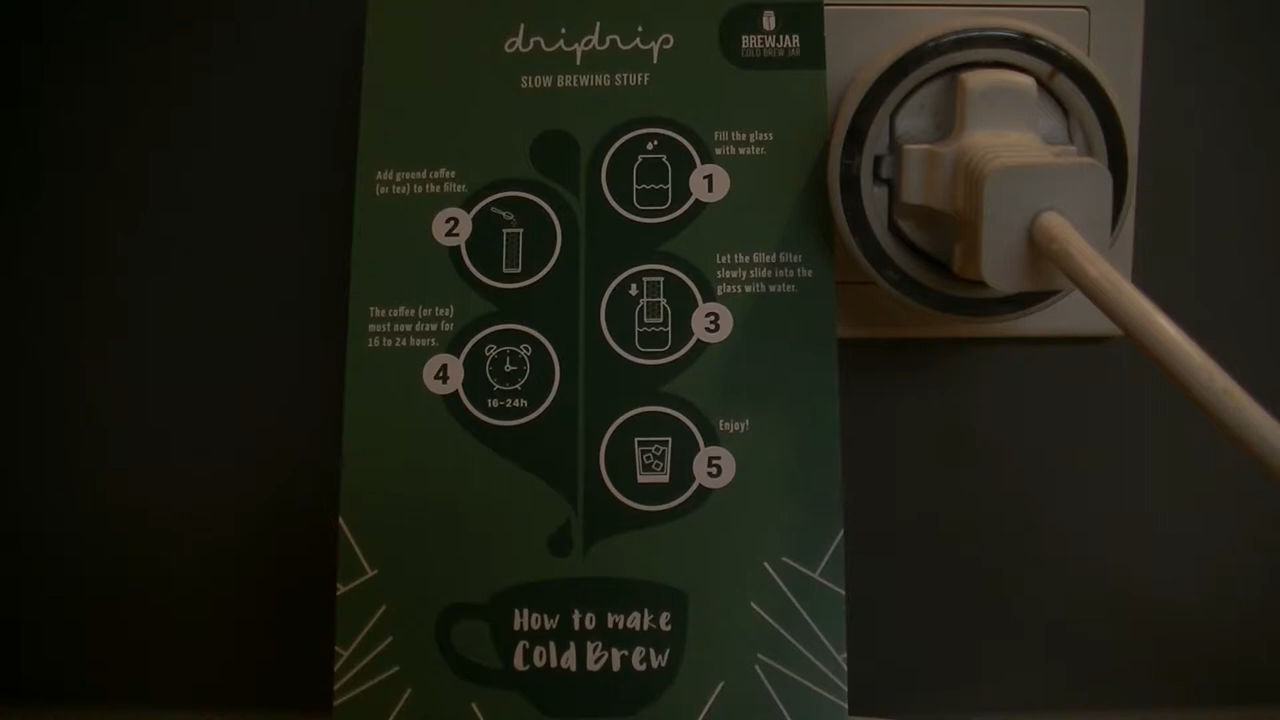 dripdrip
SLOW BREWING STUFF
BREWJAR
COLD BREW JAR
Fill the glass
with water.
1
Add ground coffee
(or tea) to the filter.
2
Let the filled filter
slowly slide into the
glass with water.
3
The coffee (or tea)
must now draw for
16 to 24 hours.
4
16-24h
Enjoy!
5
How to make
Cold Brew